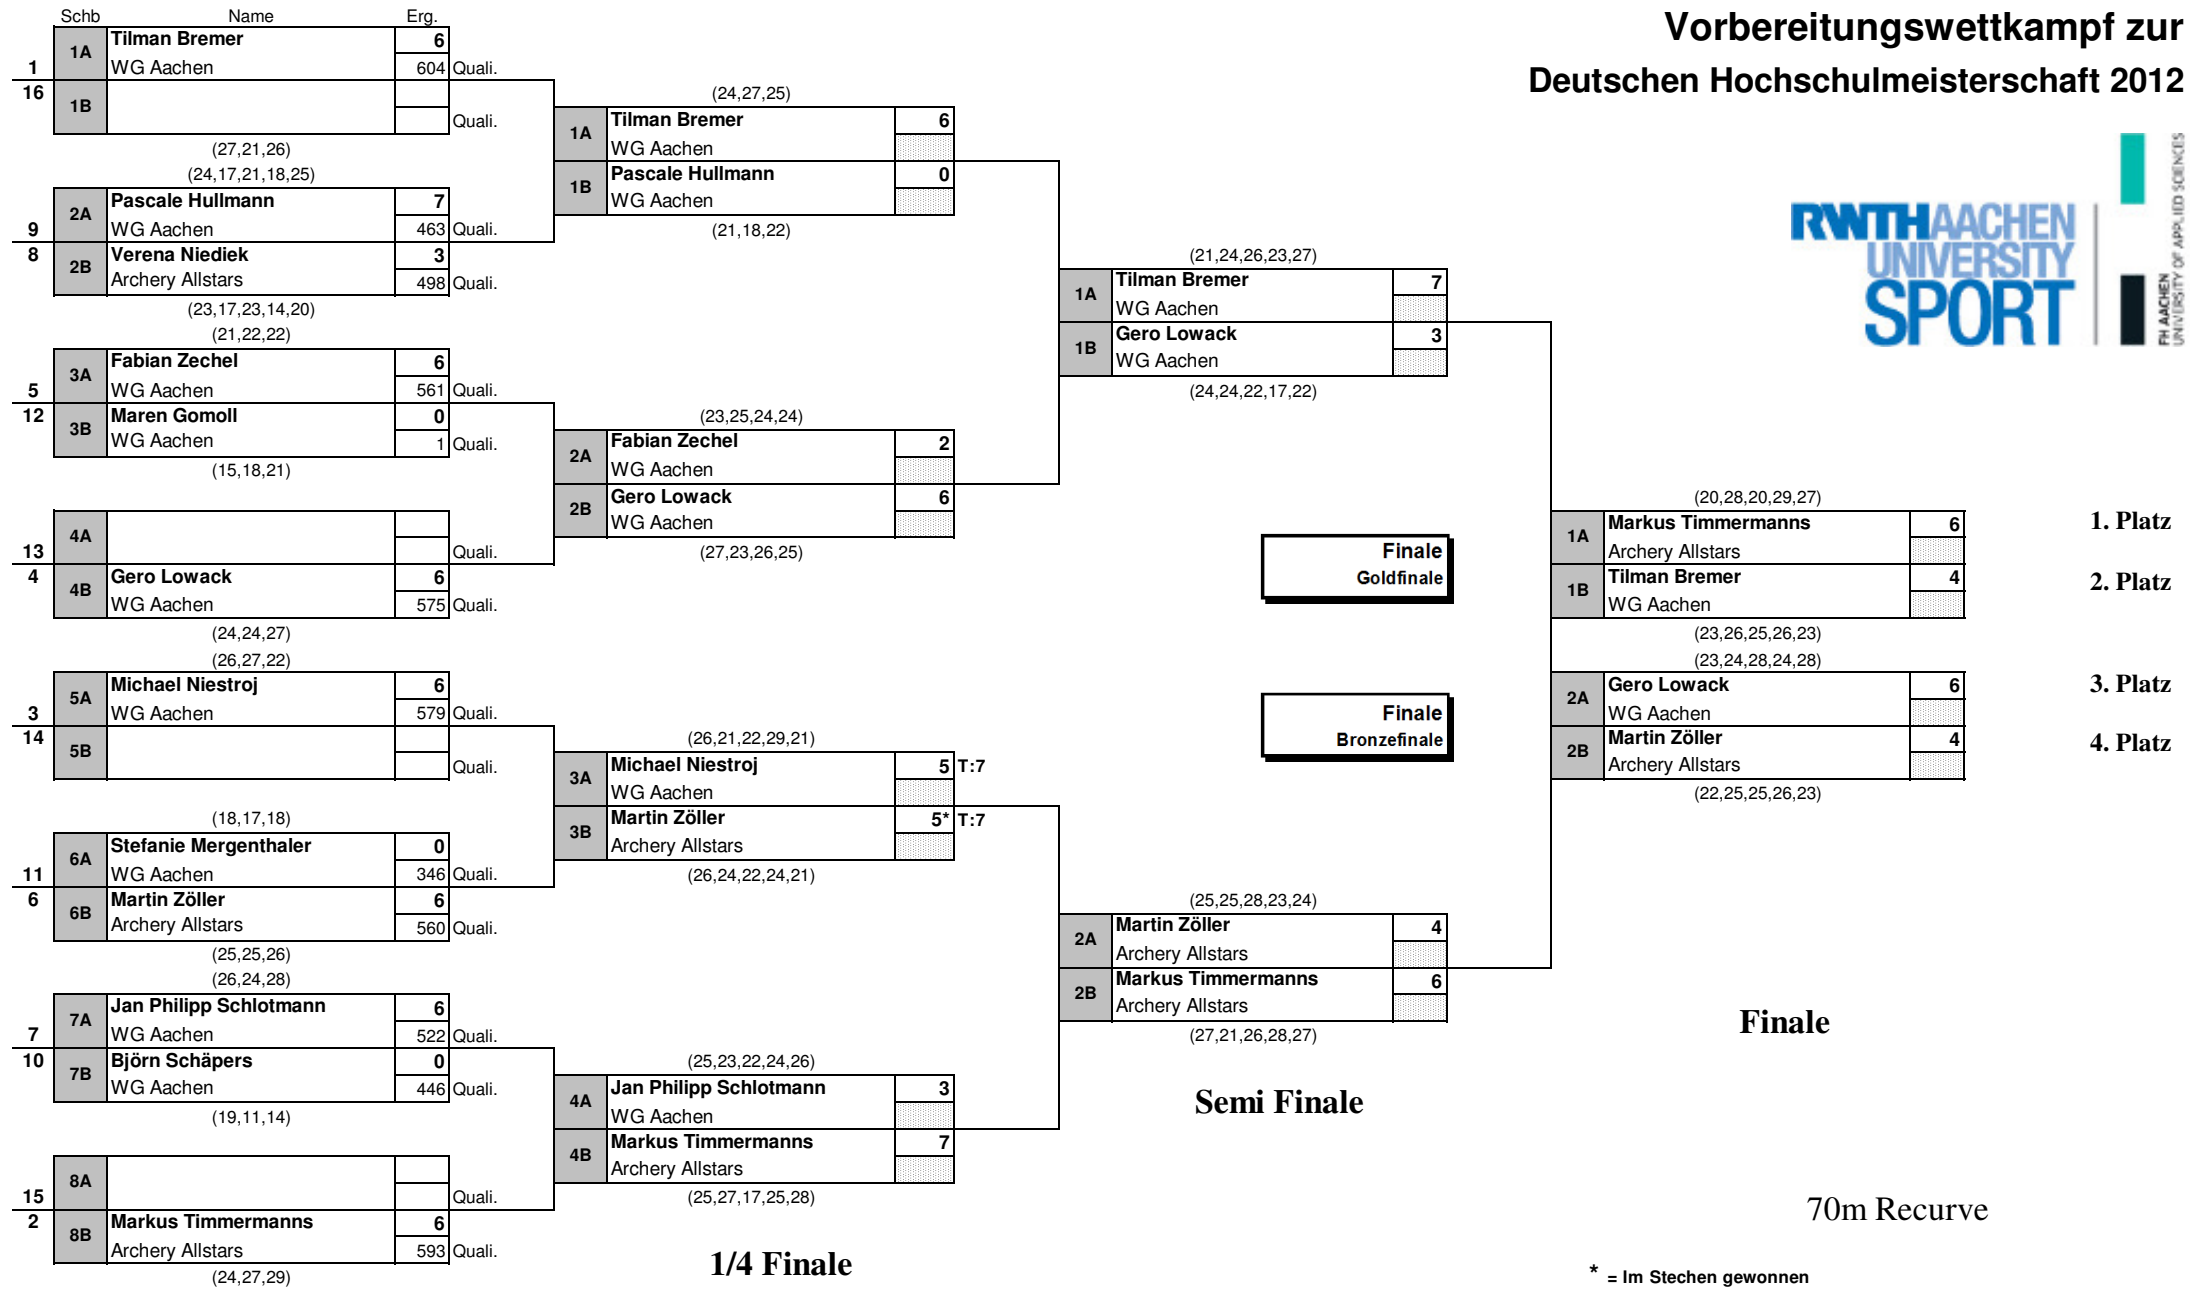 Vorbereitungswettkampf zur
Deutschen Hochschulmeisterschaft 2012
RWTHAACHEN
UNIVERSITY
SPORT
FH AACHEN
UNIVERSITY OF APPLIED SCIENCES
Schb Name Erg.
1A Tilman Bremer 6
1 WG Aachen 604 Quali.
16 1B
Quali.
(27,21,26)
(24,17,21,18,25)
2A Pascale Hullmann 7
9 WG Aachen 463 Quali.
8 2B Verena Niediek 3
Archery Allstars 498 Quali.
(23,17,23,14,20)
(21,22,22)
3A Fabian Zechel 6
5 WG Aachen 561 Quali.
12 3B Maren Gomoll 0
WG Aachen 1 Quali.
(15,18,21)
4A
13 Quali.
4 4B Gero Lowack 6
WG Aachen 575 Quali.
(24,24,27)
(26,27,22)
5A Michael Niestroj 6
3 WG Aachen 579 Quali.
14 5B
Quali.
(18,17,18)
6A Stefanie Mergenthaler 0
11 WG Aachen 346 Quali.
6 6B Martin Zöller 6
Archery Allstars 560 Quali.
(25,25,26)
(26,24,28)
7A Jan Philipp Schlotmann 6
7 WG Aachen 522 Quali.
10 7B Björn Schäpers 0
WG Aachen 446 Quali.
(19,11,14)
8A
15 Quali.
2 8B Markus Timmermanns 6
Archery Allstars 593 Quali.
(24,27,29)
(24,27,25)
1A Tilman Bremer 6
WG Aachen
1B Pascale Hullmann 0
WG Aachen
(21,18,22)
(23,25,24,24)
2A Fabian Zechel 2
WG Aachen
2B Gero Lowack 6
WG Aachen
(27,23,26,25)
(26,21,22,29,21)
3A Michael Niestroj 5 T:7
WG Aachen
3B Martin Zöller 5* T:7
Archery Allstars
(26,24,22,24,21)
(25,23,22,24,26)
4A Jan Philipp Schlotmann 3
WG Aachen
4B Markus Timmermanns 7
Archery Allstars
(25,27,17,25,28)
1/4 Finale
(21,24,26,23,27)
1A Tilman Bremer 7
WG Aachen
1B Gero Lowack 3
WG Aachen
(24,24,22,17,22)
Finale
Goldfinale
Finale
Bronzefinale
(25,25,28,23,24)
2A Martin Zöller 4
Archery Allstars
2B Markus Timmermanns 6
Archery Allstars
(27,21,26,28,27)
Semi Finale
(20,28,20,29,27)
1A Markus Timmermanns 6 1. Platz
Archery Allstars
1B Tilman Bremer 4 2. Platz
WG Aachen
(23,26,25,26,23)
(23,24,28,24,28)
2A Gero Lowack 6 3. Platz
WG Aachen
2B Martin Zöller 4 4. Platz
Archery Allstars
(22,25,25,26,23)
Finale
70m Recurve
* = Im Stechen gewonnen